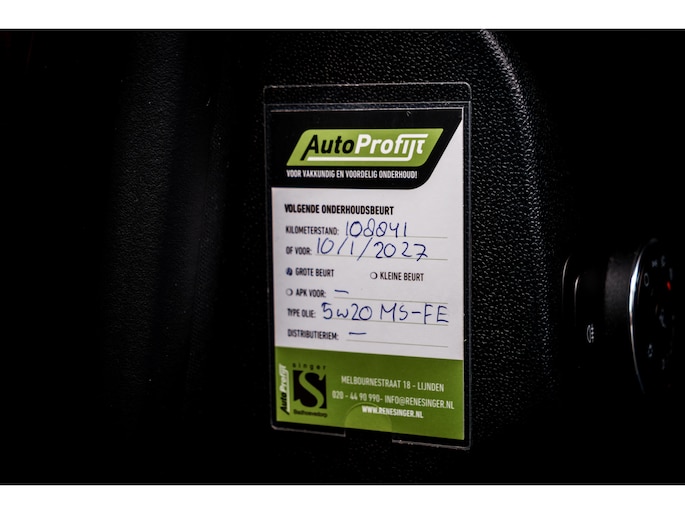 AutoProfijt
VOOR VAKKUNDIG EN VOORDELIG ONDERHOUD!
VOLGENDE ONDERHOUDSBEURT
KILOMETERSTAND: 108841
OF VOOR: 10/1/2027
GROTE BEURT KLEINE BEURT
APK VOOR: –
TYPE OLIE: 5W20 MS-FE
DISTRIBUTIERIEM: –
AutoProfijt
singer
S
Badhoevedorp
MELBOURNESTRAAT 18 - LIJNDEN
020 - 44 90 990- INFO@RENESINGER.NL
WWW.RENESINGER.NL